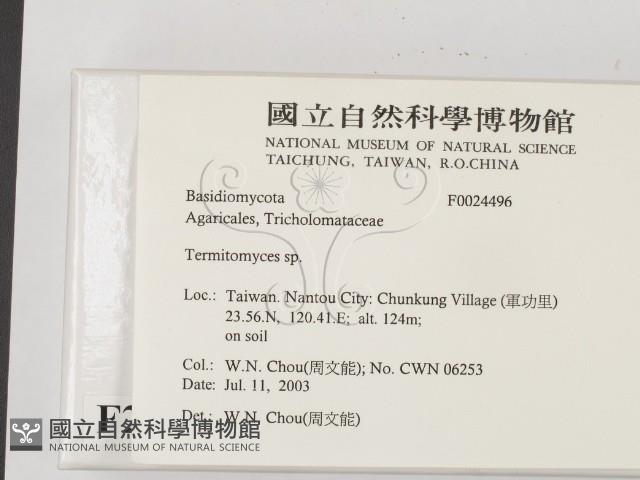 國立自然科學博物館
NATIONAL MUSEUM OF NATURAL SCIENCE
TAICHUNG, TAIWAN, R.O.CHINA
Basidiomycota F0024496
Agaricales, Tricholomataceae
Termitomyces sp.
Loc.: Taiwan. Nantou City: Chunkung Village (軍功里)
23.56.N, 120.41.E; alt. 124m;
on soil
Col.: W.N. Chou(周文能); No. CWN 06253
Date: Jul. 11, 2003
Det.: W.N. Chou(周文能)
國立自然科學博物館
NATIONAL MUSEUM OF NATURAL SCIENCE